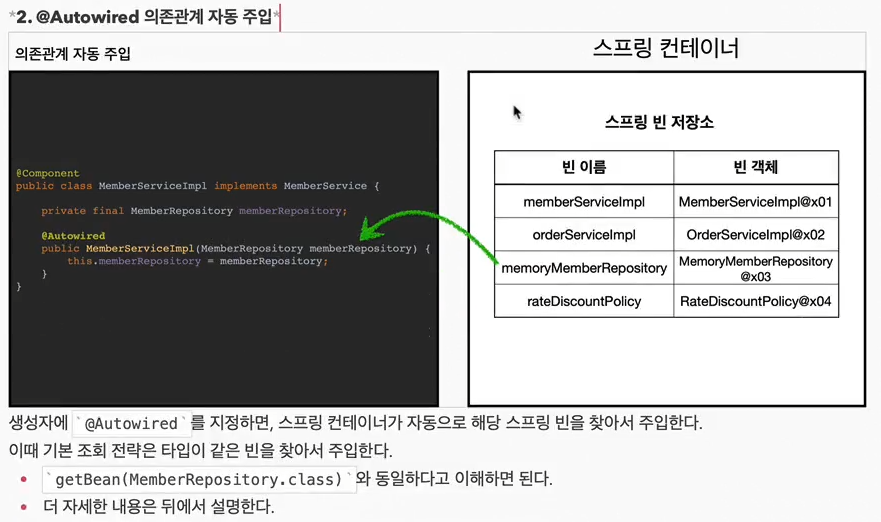 *2. @Autowired 의존관계 자동 주입*
의존관계 자동 주입
스프링 컨테이너
@Component
public class MemberServiceImpl implements MemberService {
private final MemberRepository memberRepository;
@Autowired
public MemberServiceImpl(MemberRepository memberRepository) {
this.memberRepository = memberRepository;
}
}
스프링 빈 저장소
빈 이름 빈 객체
memberServiceImpl MemberServiceImpl@x01
orderServiceImpl OrderServiceImpl@x02
memoryMemberRepository MemoryMemberRepository
@x03
rateDiscountPolicy RateDiscountPolicy@x04
생성자에 `@Autowired`를 지정하면, 스프링 컨테이너가 자동으로 해당 스프링 빈을 찾아서 주입한다.
이때 기본 조회 전략은 타입이 같은 빈을 찾아서 주입한다.
• `getBean(MemberRepository.class)`와 동일하다고 이해하면 된다.
• 더 자세한 내용은 뒤에서 설명한다.